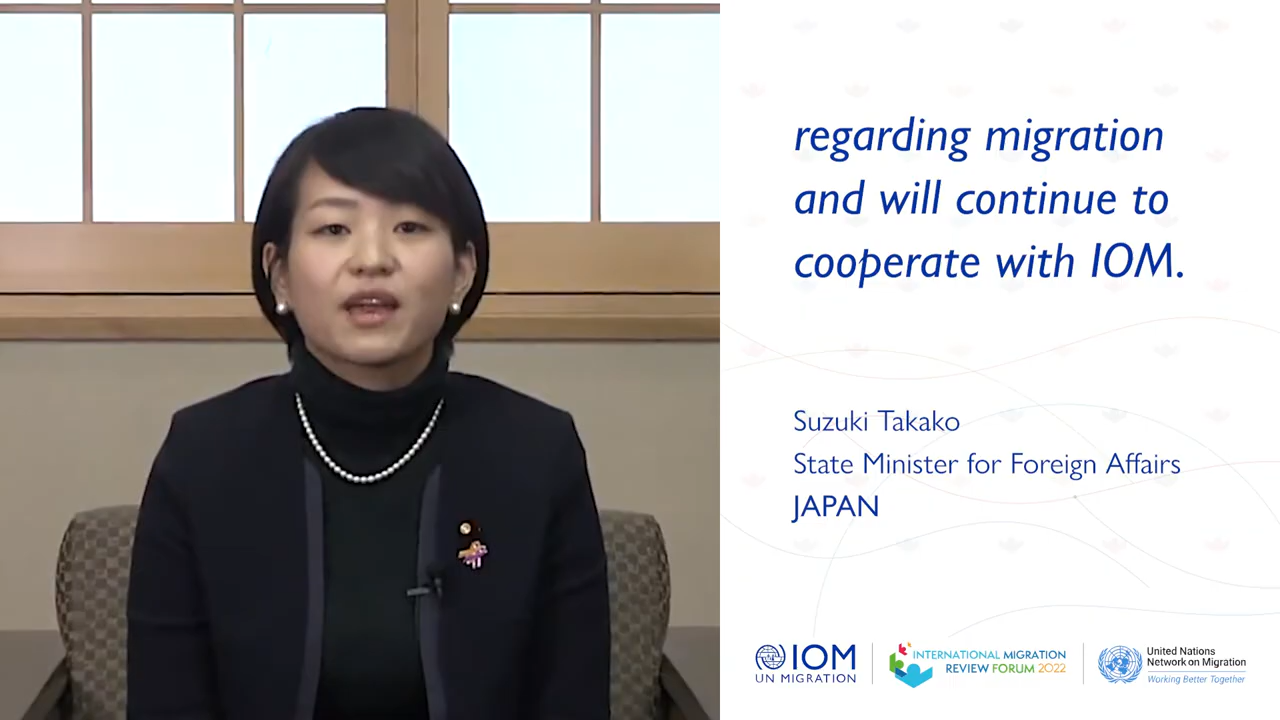 regarding migration
and will continue to
cooperate with IOM.
Suzuki Takako
State Minister for Foreign Affairs
JAPAN
IOM
UN MIGRATION
INTERNATIONAL MIGRATION
REVIEW FORUM 2022
United Nations
Network on Migration
Working Better Together